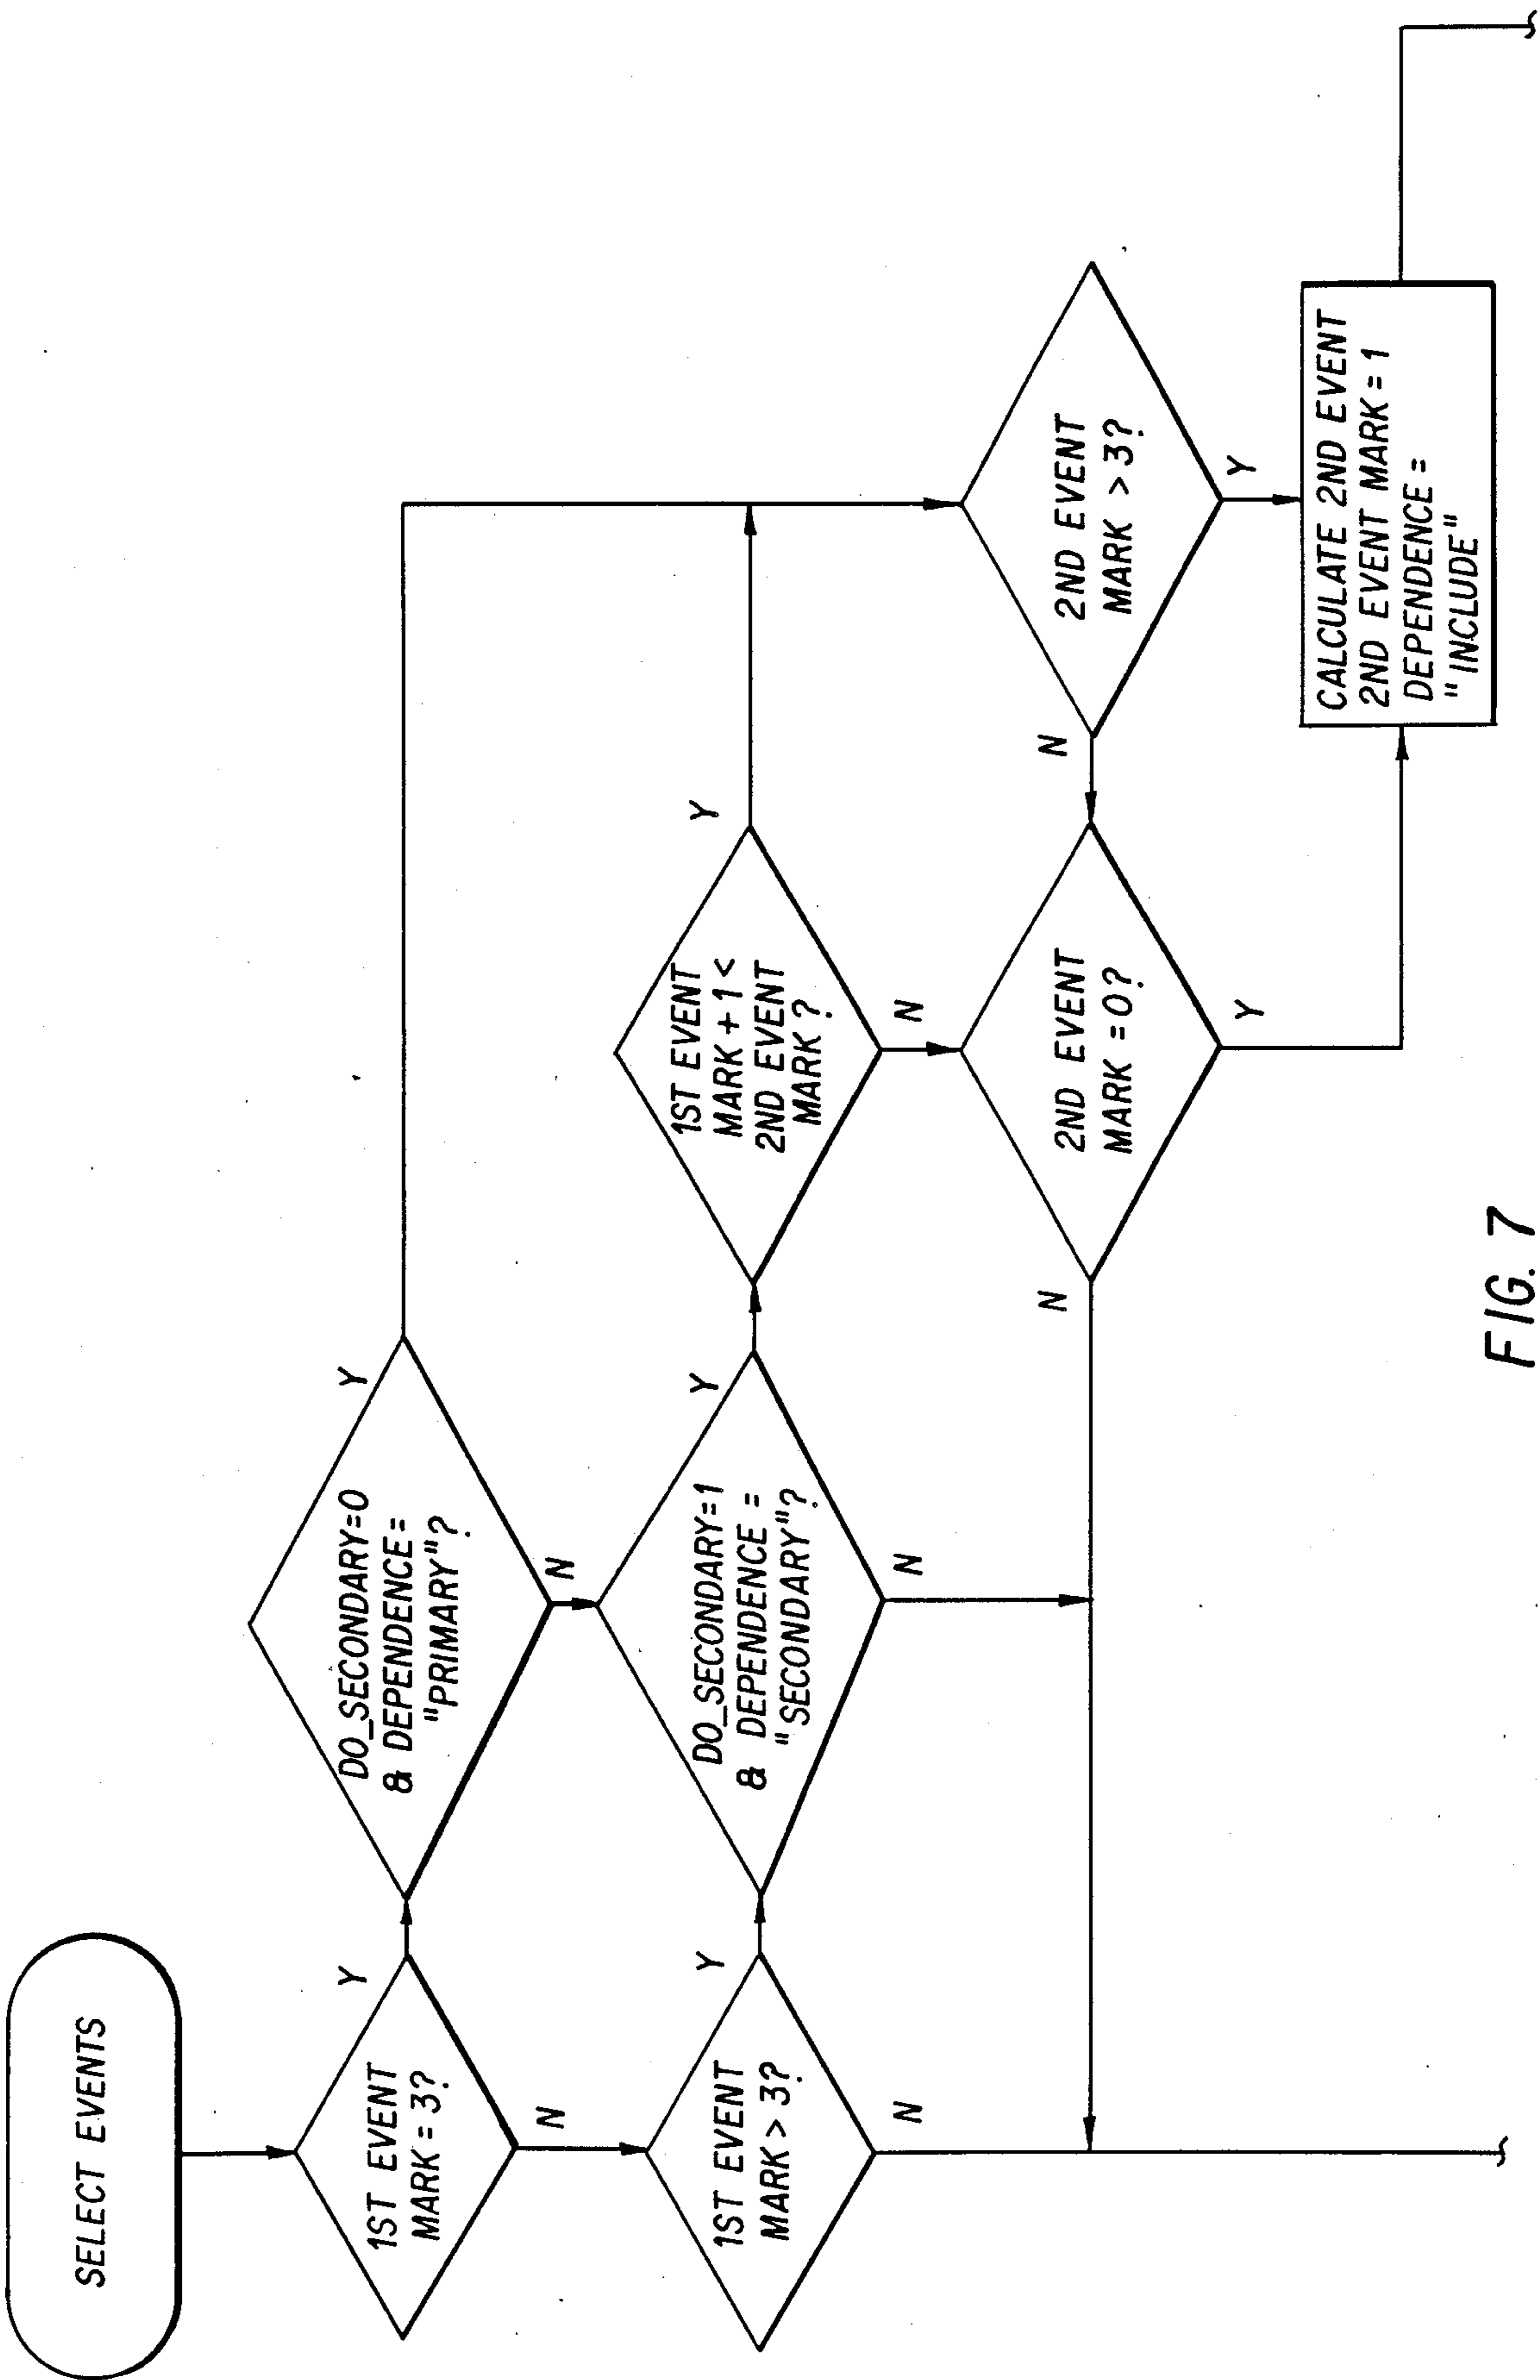 SELECT EVENTS
1ST EVENT
MARK = 3?
Y
N
DO_SECONDARY=0
& DEPENDENCE=
"PRIMARY"?
Y
N
1ST EVENT
MARK > 3?
Y
N
DO_SECONDARY=1
& DEPENDENCE =
"SECONDARY"?
Y
N
1ST EVENT
MARK + 1 <
2ND EVENT
MARK?
Y
N
2ND EVENT
MARK = 0?
N
Y
2ND EVENT
MARK > 3?
N
Y
CALCULATE 2ND EVENT
2ND EVENT MARK = 1
DEPENDENCE =
"INCLUDE"
FIG. 7